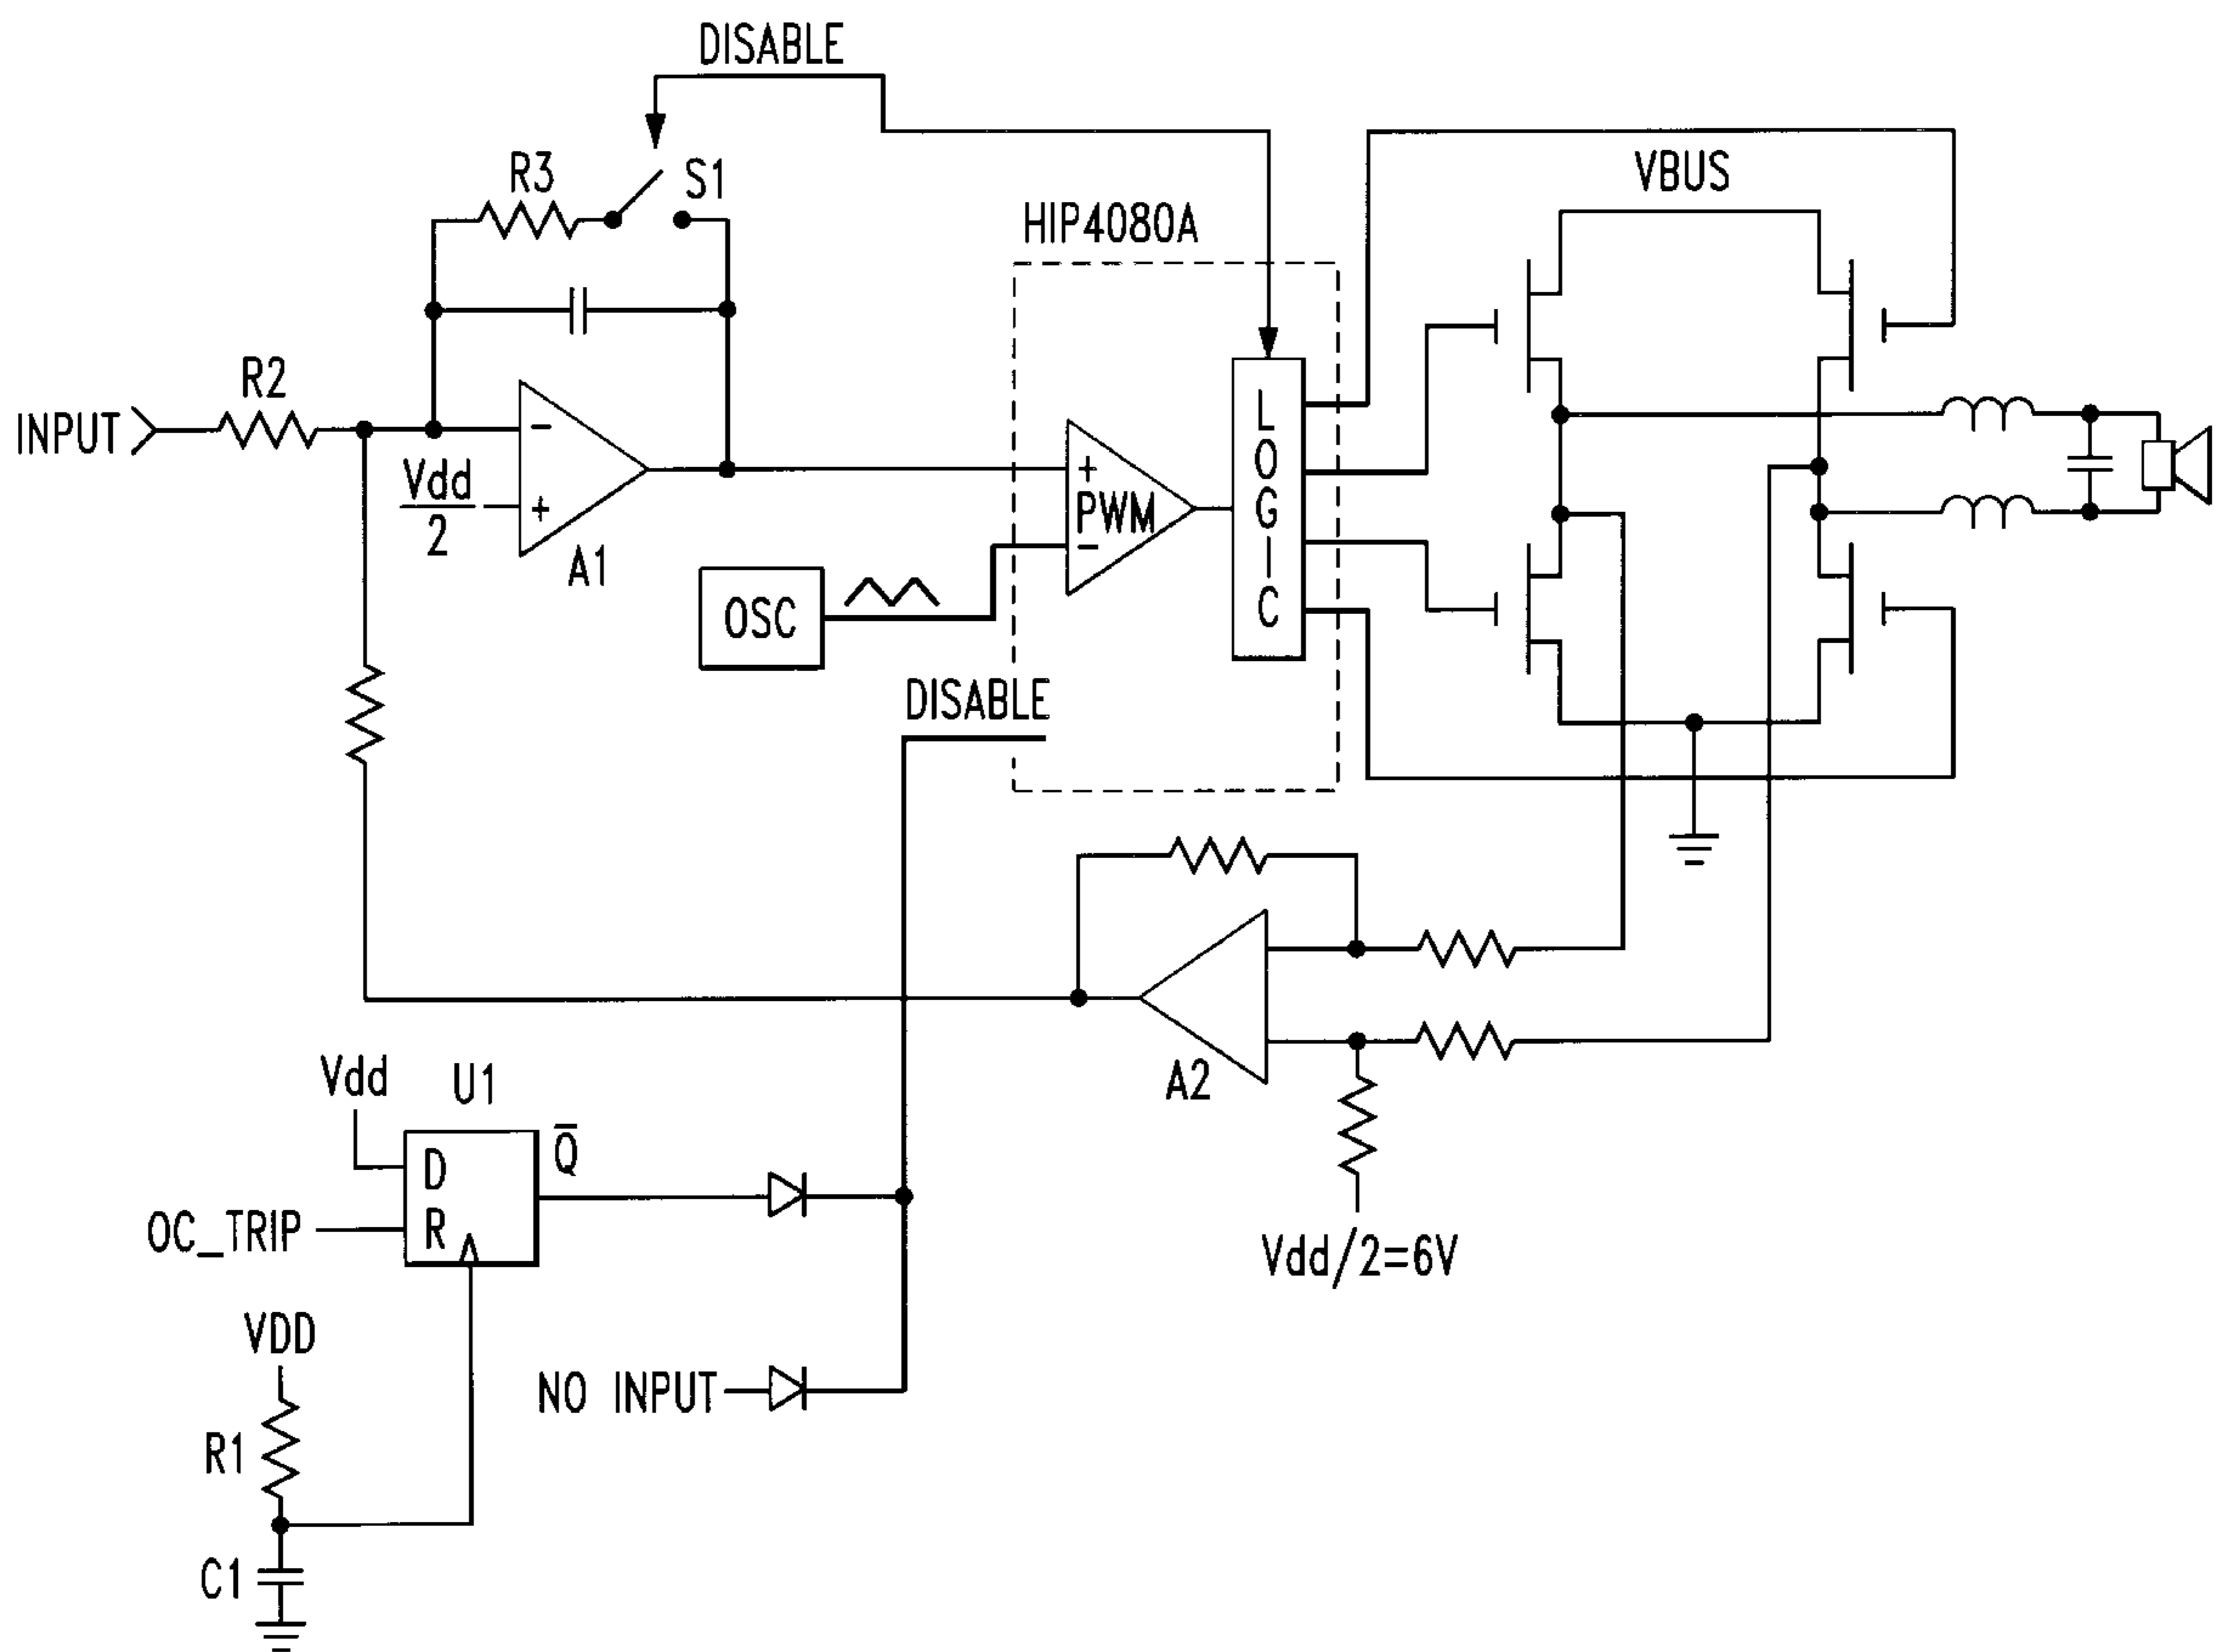 DISABLE
R3
S1
VBUS
HIP4080A
R2
INPUT
Vdd
2
-
+
A1
+
PWM
-
LOGIC
OSC
DISABLE
A2
Vdd/2=6V
Vdd
U1
D
Q̅
OC_TRIP
R
VDD
NO INPUT
R1
C1